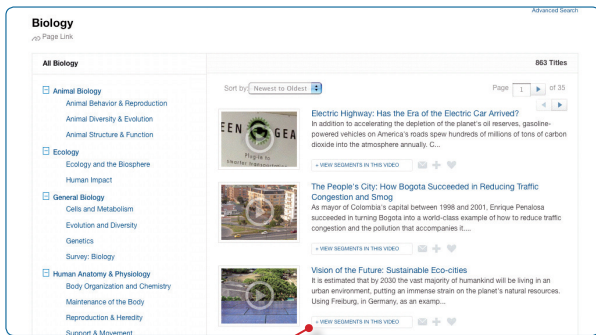 Advanced Search
Biology
Page Link
All Biology
863 Titles
Animal Biology
Animal Behavior & Reproduction
Animal Diversity & Evolution
Animal Structure & Function
Ecology
Ecology and the Biosphere
Human Impact
General Biology
Cells and Metabolism
Evolution and Diversity
Genetics
Survey: Biology
Human Anatomy & Physiology
Body Organization and Chemistry
Maintenance of the Body
Reproduction & Heredity
Support & Movement
Sort by: Newest to Oldest
Page 1 of 35
EEN GEA
Plug-in to
smarter transportation
Electric Highway: Has the Era of the Electric Car Arrived?
In addition to accelerating the depletion of the planet's oil reserves, gasoline-
powered vehicles on America's roads spew hundreds of millions of tons of carbon
dioxide into the atmosphere annually. C...
+ VIEW SEGMENTS IN THIS VIDEO
The People's City: How Bogota Succeeded in Reducing Traffic
Congestion and Smog
As mayor of Colombia's capital between 1998 and 2001, Enrique Penalosa
succeeded in turning Bogota into a world-class example of how to reduce traffic
congestion and the pollution that accompanies it....
+ VIEW SEGMENTS IN THIS VIDEO
Vision of the Future: Sustainable Eco-cities
It is estimated that by 2030 the vast majority of humankind will be living in an
urban environment, putting an immense strain on the planet's natural resources.
Using Freiburg, in Germany, as an examp...
+ VIEW SEGMENTS IN THIS VIDEO